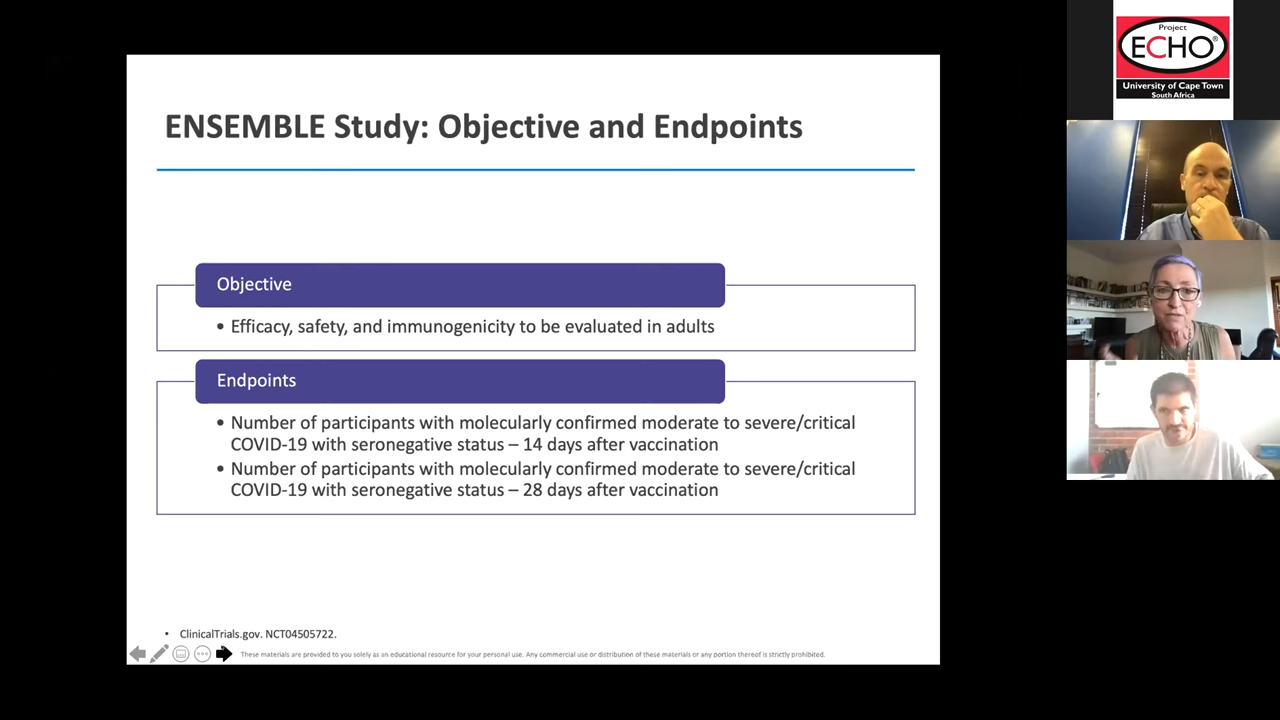 ENSEMBLE Study: Objective and Endpoints
Objective
• Efficacy, safety, and immunogenicity to be evaluated in adults
Endpoints
• Number of participants with molecularly confirmed moderate to severe/critical
COVID-19 with seronegative status – 14 days after vaccination
• Number of participants with molecularly confirmed moderate to severe/critical
COVID-19 with seronegative status – 28 days after vaccination
• ClinicalTrials.gov. NCT04505722.
These materials are provided to you solely as an educational resource for your personal use. Any commercial use or distribution of these materials or any portion thereof is strictly prohibited.
Project
ECHO®
University of Cape Town
South Africa